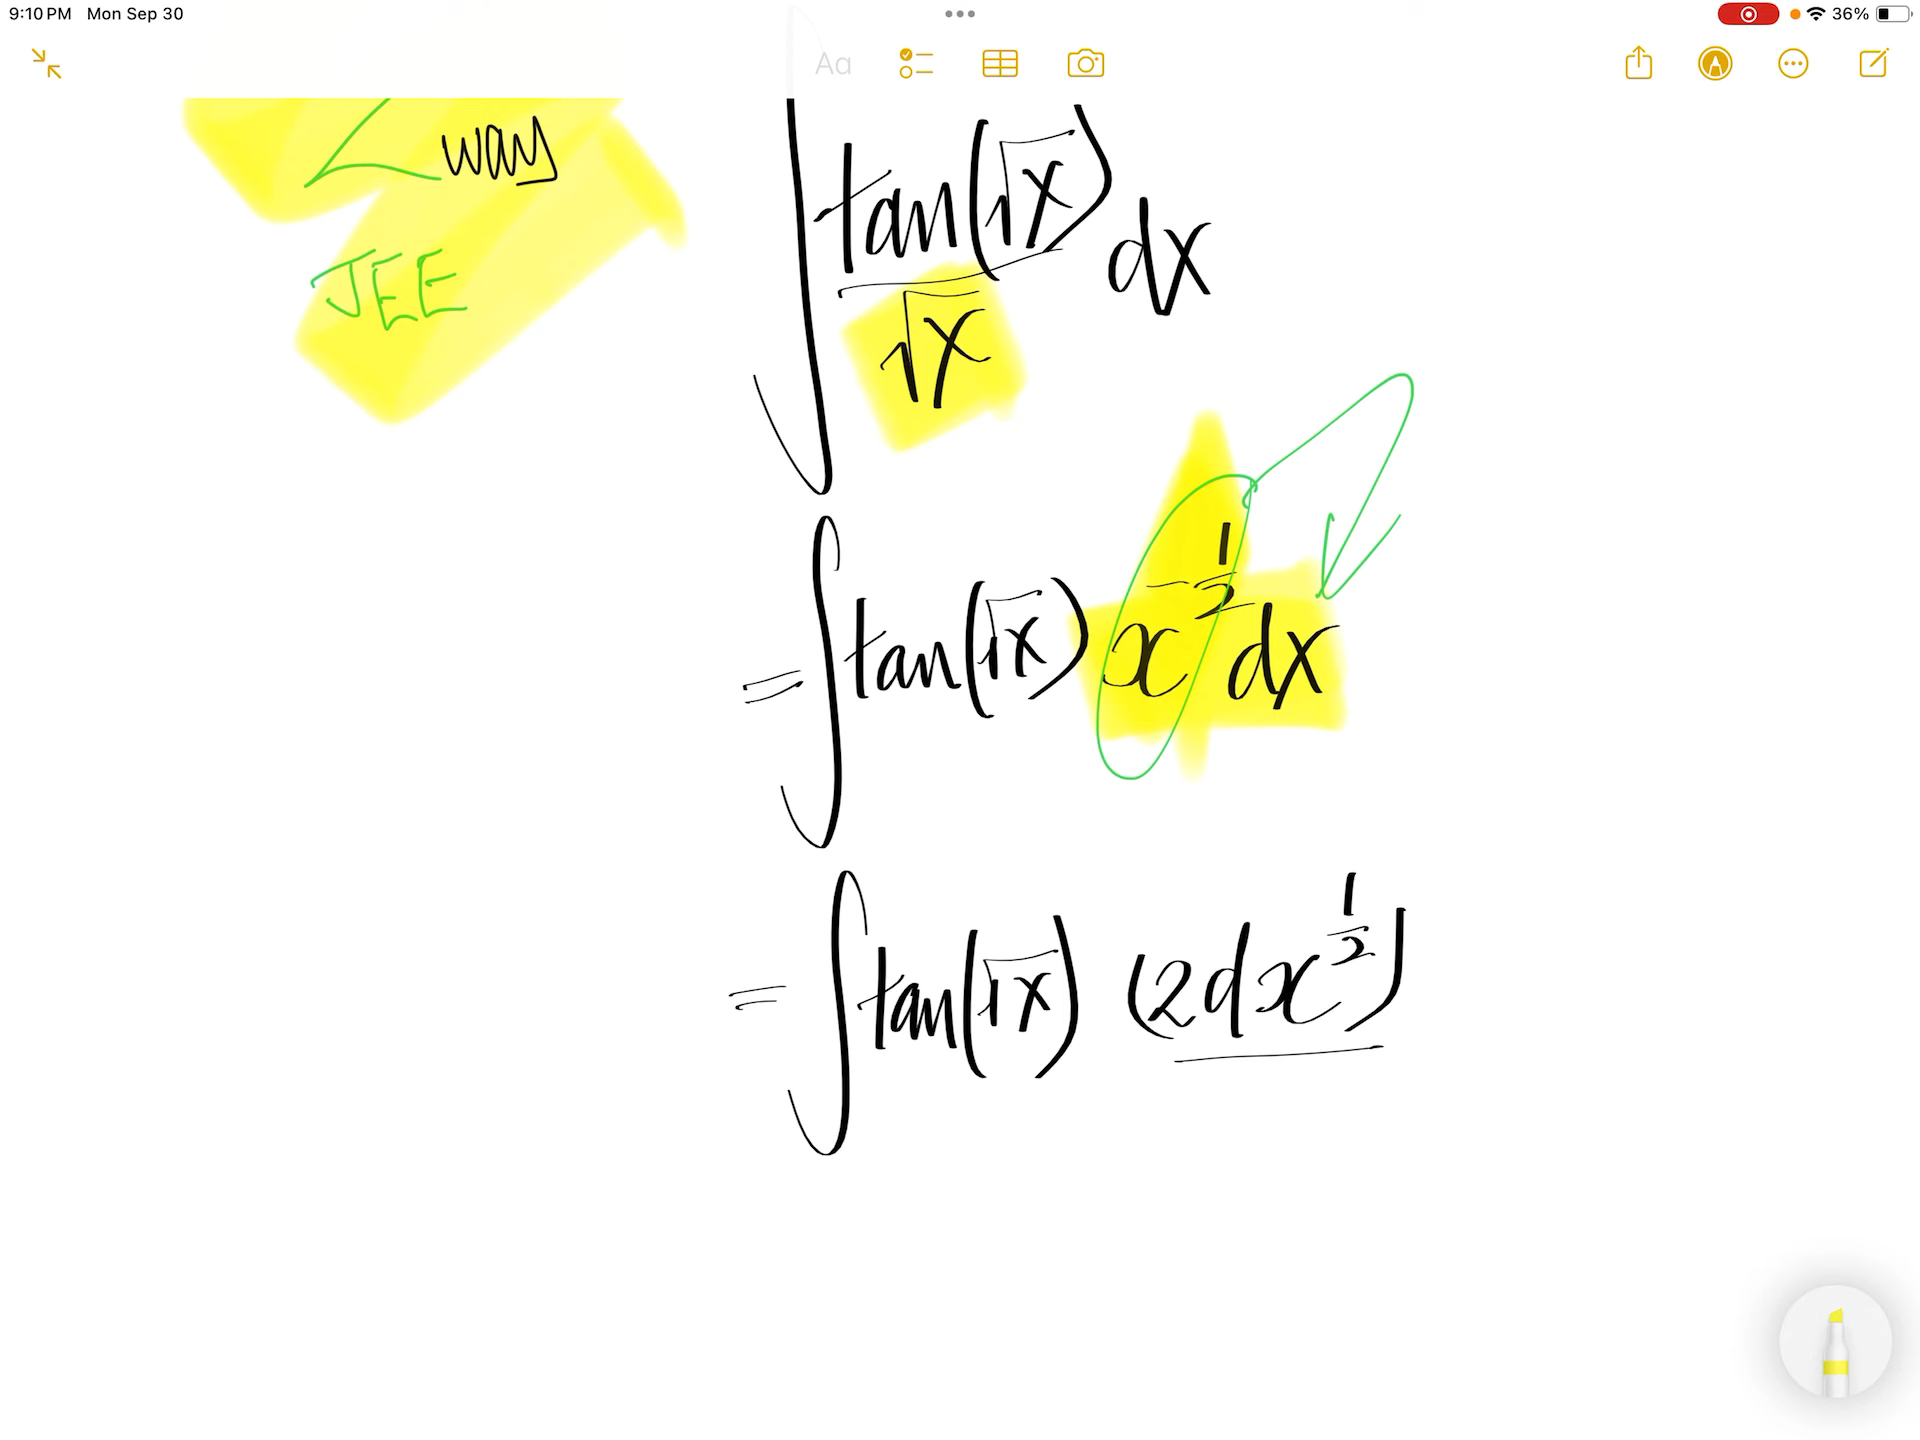 9:10 PM Mon Sep 30
36%
Aa
2 way
JEE
∫ tan(√x)/√x dx
= ∫ tan(√x) x^(-1/2) dx
= ∫ tan(√x) (2dx^(1/2))